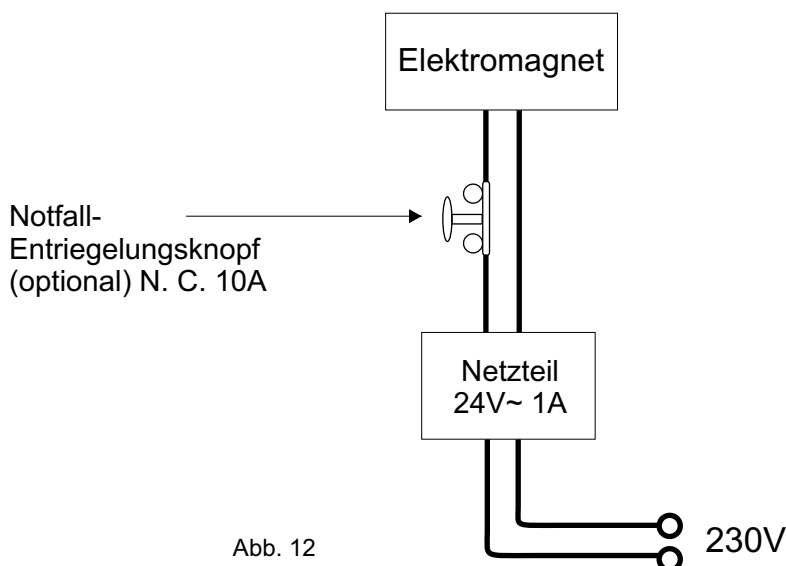 Elektromagnet
Notfall-
Entriegelungsknopf
(optional) N. C. 10A
Netzteil
24V~ 1A
230V
Abb. 12